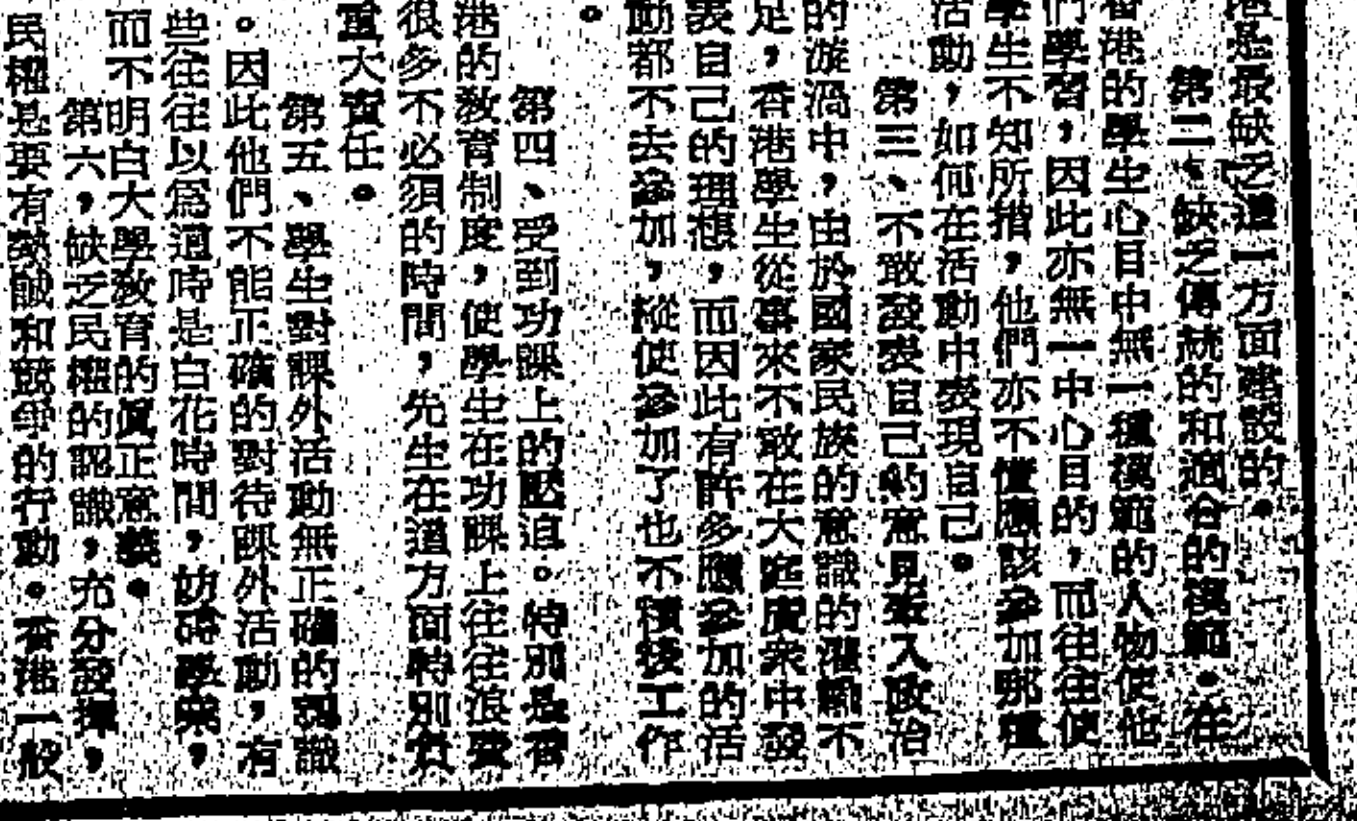 港是最缺乏這一方面建設的。
第二、缺乏傳統的和適合的模範。在
香港的學生心目中無一種模範的人物使他
們學習，因此亦無一中心目的，而往往使
學生不知所措，他們亦不懂應該參加哪種
活動，如何在活動中表現自己。
第三、不敢發表自己的意見卷入政治
的漩渦中，由於國家民族的意識的灌輸不
足，香港學生從事來不敢在大庭廣衆中發
表自己的理想，而因此有許多應參加的活
動都不去參加，縱使參加了也不積極工作
。
第四、受到功課上的壓迫。特別是香
港的教育制度，使學生在功課上往往浪費
很多不必須的時間，先生在這方面特別負
重大責任。
第五、學生對課外活動無正確的認識
。因此他們不能正確的對待課外活動，有
些往往以爲這時是白花時間，妨碍學業，
而不明白大學教育的眞正意義。
第六，缺乏民權的認識，充分發揮，
民權是要有熱誠和競爭的行動。香港一般